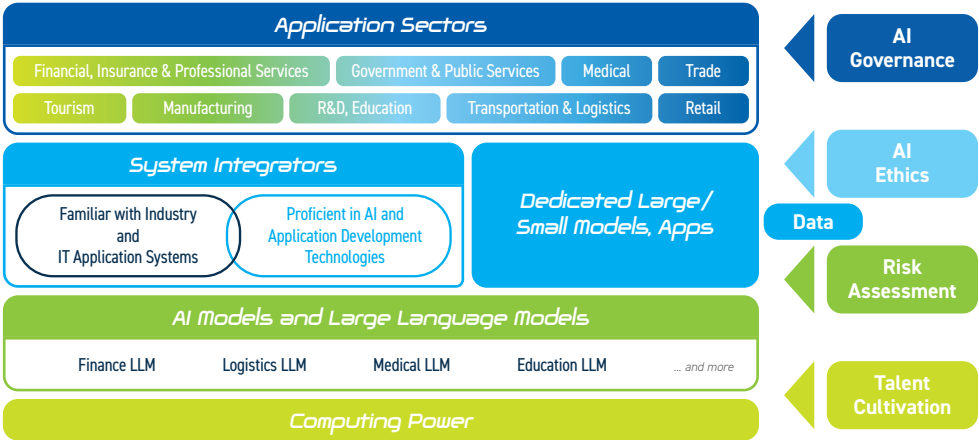 Application Sectors
Financial, Insurance & Professional Services
Government & Public Services
Medical
Trade
Tourism
Manufacturing
R&D, Education
Transportation & Logistics
Retail
System Integrators
Familiar with Industry
and
IT Application Systems
Proficient in AI and
Application Development
Technologies
Dedicated Large/
Small Models, Apps
AI Models and Large Language Models
Finance LLM
Logistics LLM
Medical LLM
Education LLM
... and more
Computing Power
AI
Governance
AI
Ethics
Data
Risk
Assessment
Talent
Cultivation